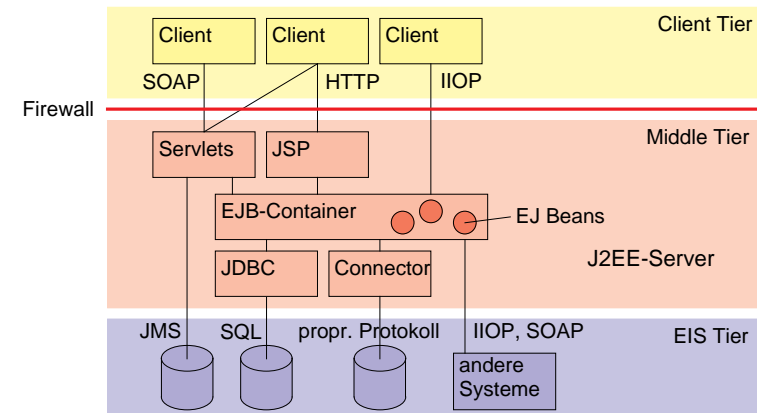 Client Client Client Client Tier
SOAP HTTP IIOP
Firewall
Servlets JSP Middle Tier
EJB-Container
EJ Beans
JDBC Connector J2EE-Server
JMS SQL propr. Protokoll IIOP, SOAP EIS Tier
andere
Systeme